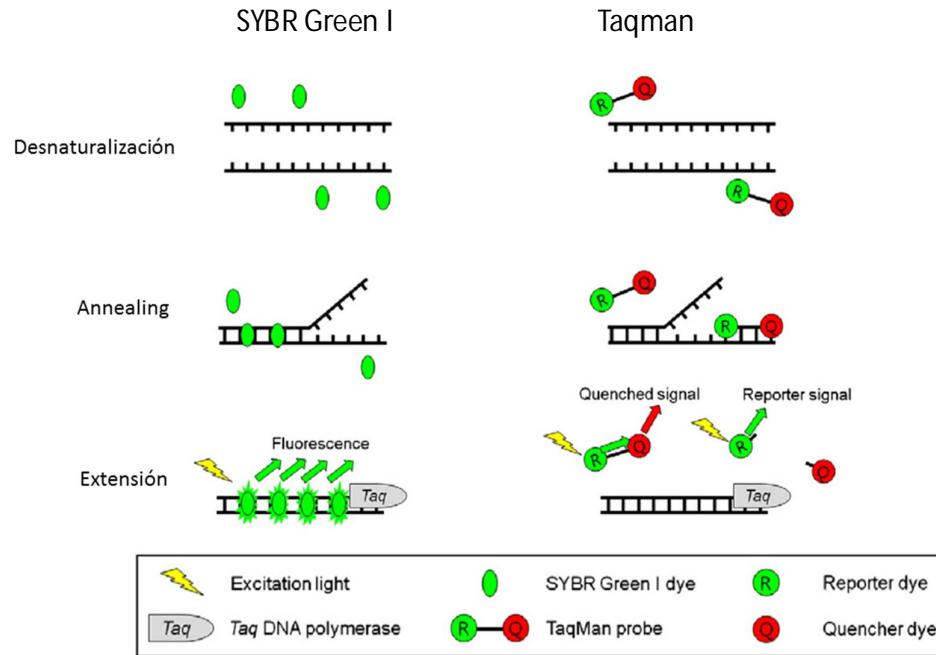 SYBR Green I
Taqman
Desnaturalización
R Q
R Q
Annealing
R Q
R Q
Quenched signal
Reporter signal
Fluorescence
Extensión
R Q
R
Q
Taq
Taq
Excitation light
SYBR Green I dye
R Reporter dye
Taq Taq DNA polymerase
R Q TaqMan probe
Q Quencher dye